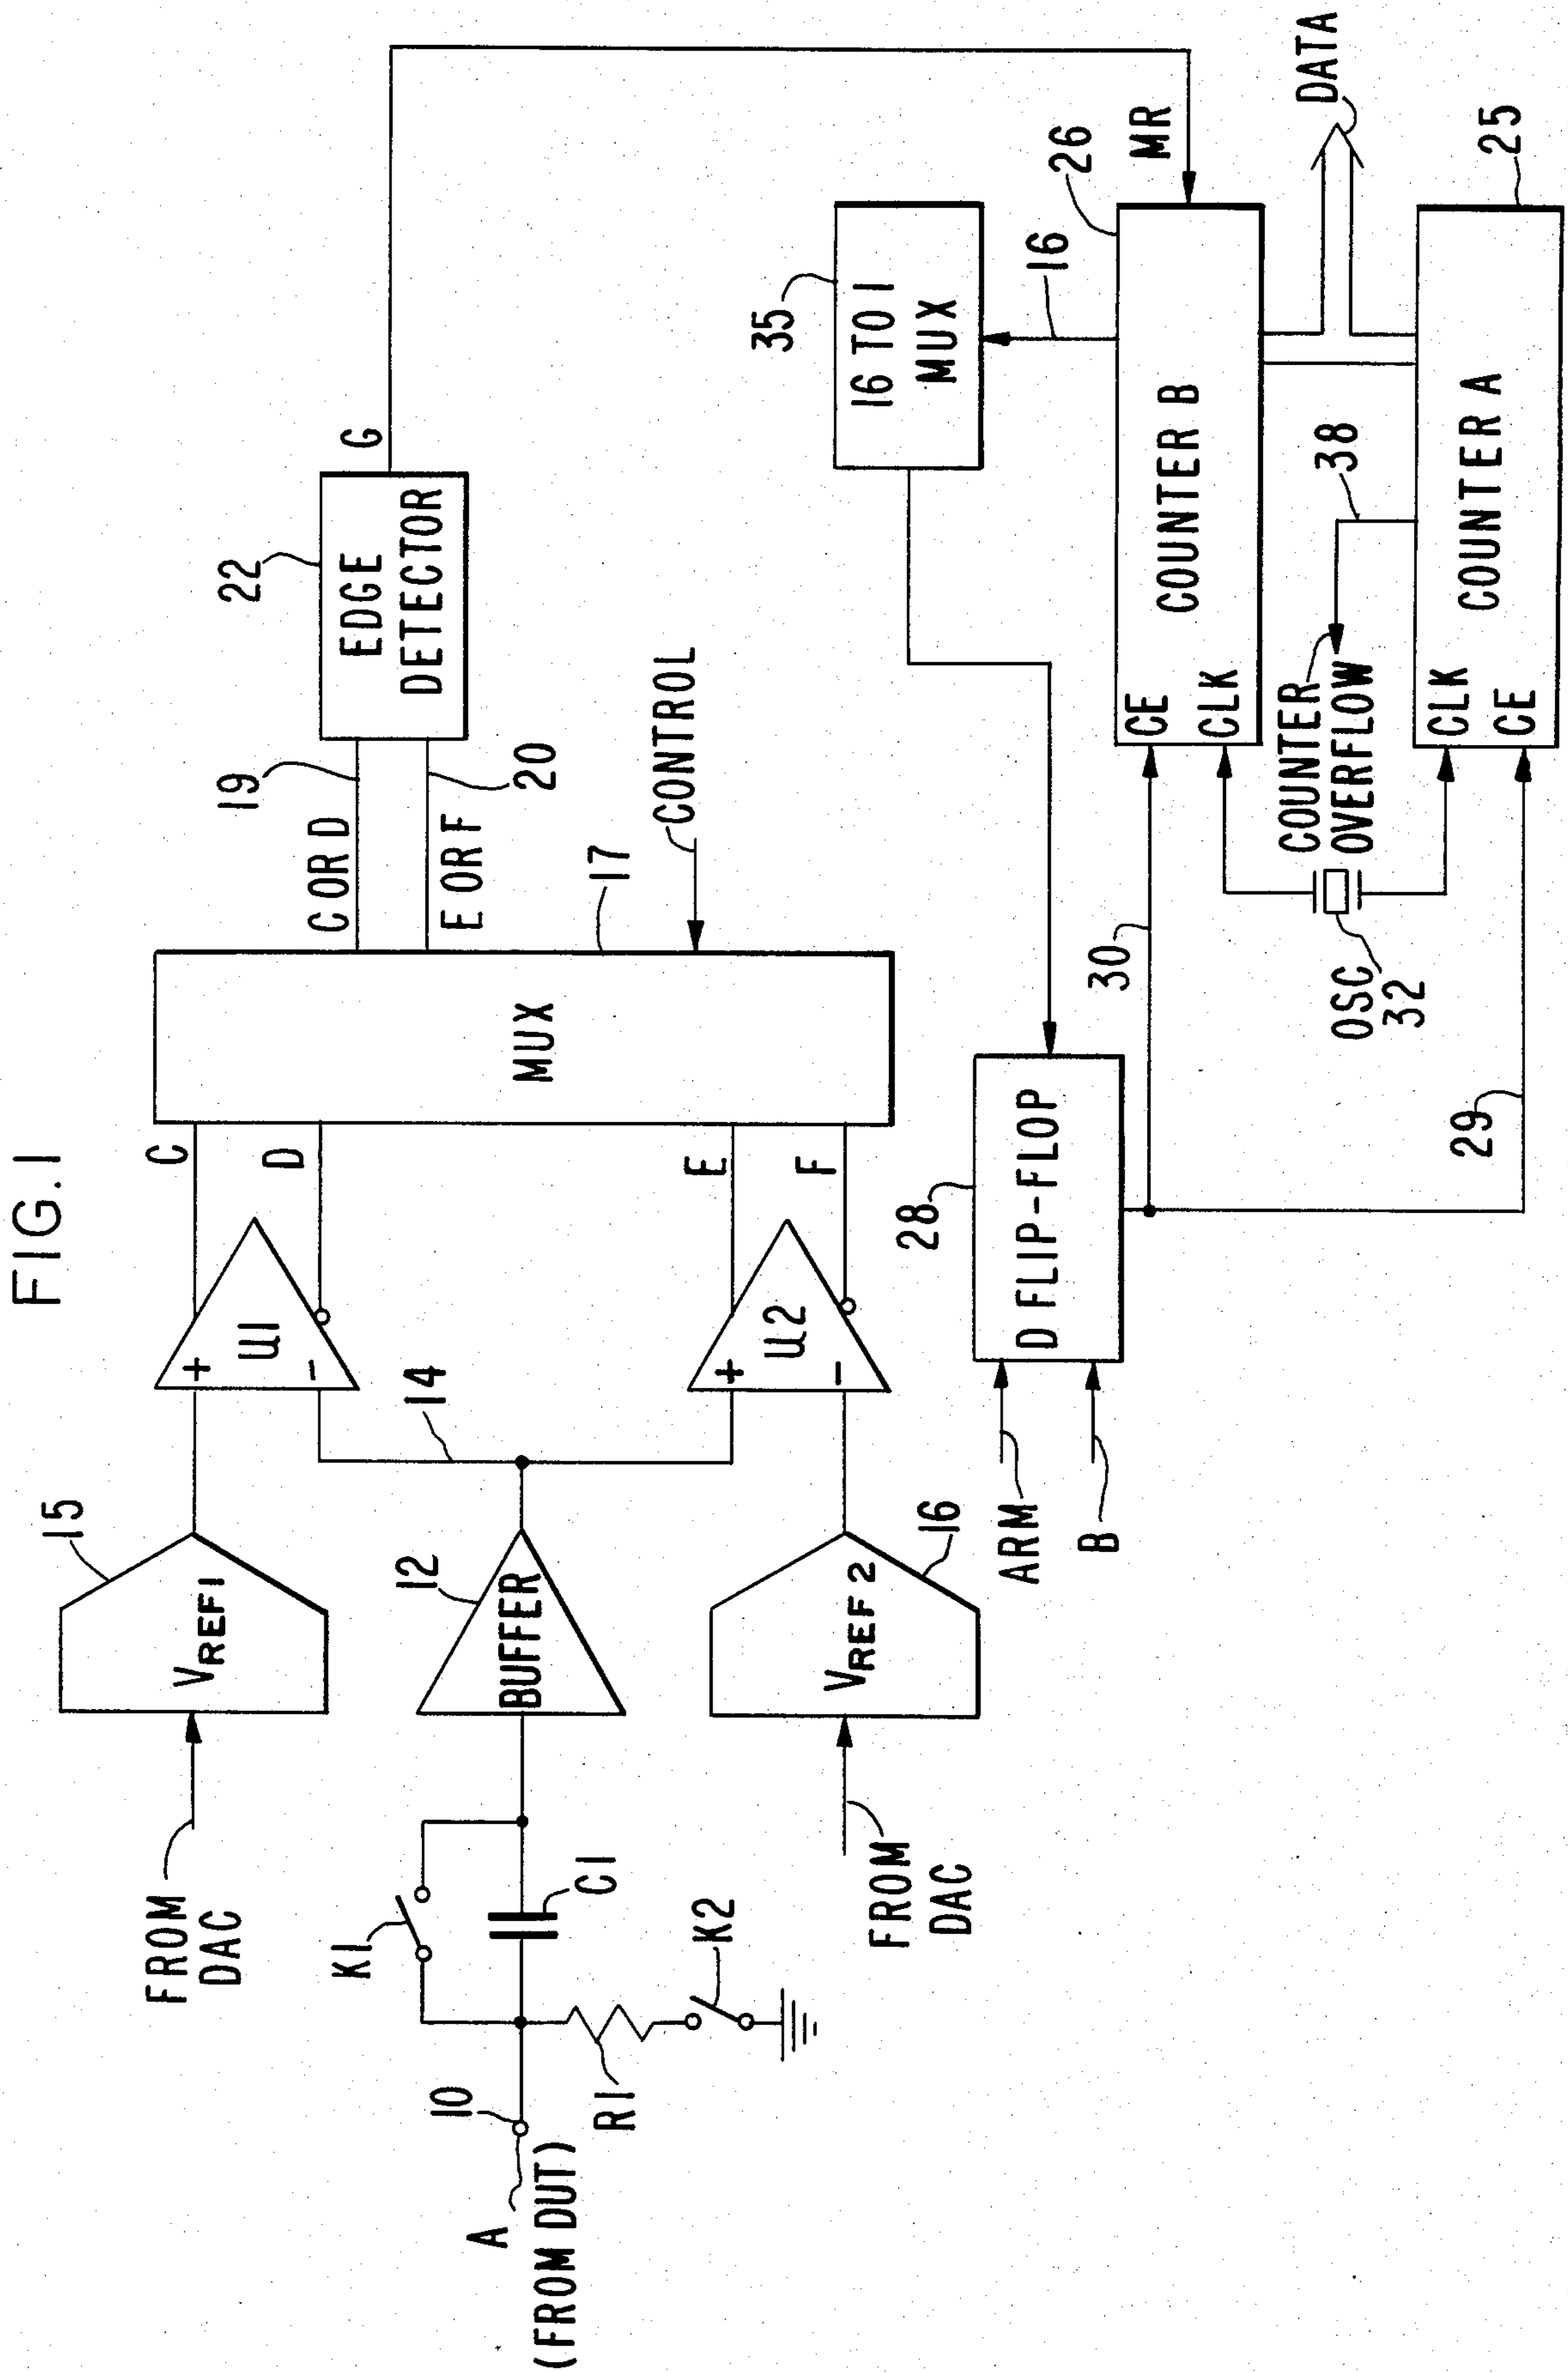 FIG. 1
15
VREF1
FROM
DAC
C
+
U1
-
D
14
12
BUFFER
K1
C1
10
A
(FROM DUT)
R1
K2
16
VREF 2
FROM
DAC
E
+
U2
-
F
MUX
17
CONTROL
C OR D
19
E OR F
20
22
EDGE
DETECTOR
G
MR
35
16 TO 1
MUX
16
26
COUNTER B
CE
CLK
DATA
28
D FLIP-FLOP
ARM
B
30
29
OSC
32
COUNTER
OVERFLOW
38
25
COUNTER A
CLK
CE